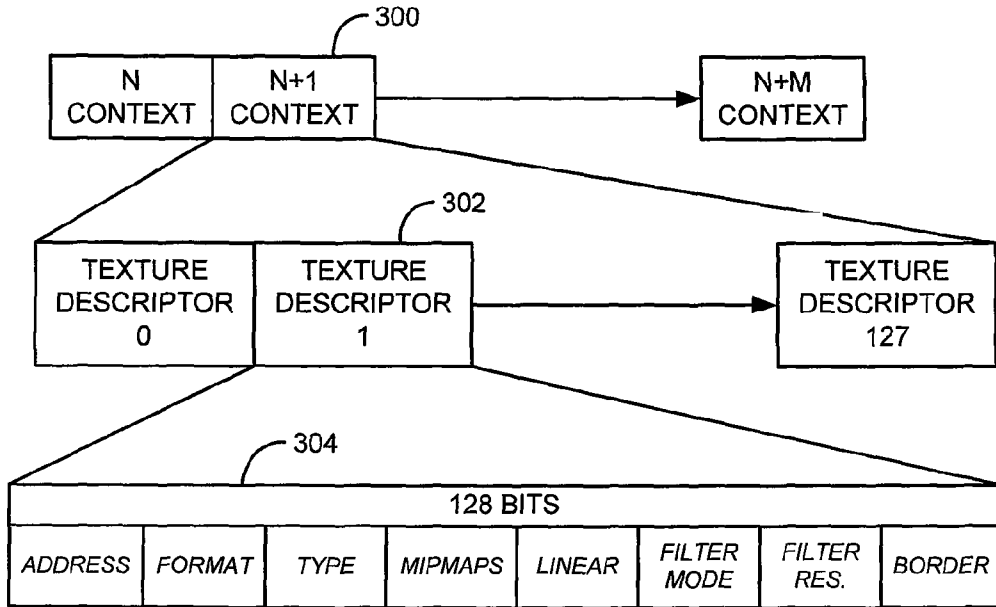 300
N
CONTEXT
N+1
CONTEXT
N+M
CONTEXT
302
TEXTURE
DESCRIPTOR
0
TEXTURE
DESCRIPTOR
1
TEXTURE
DESCRIPTOR
127
304
128 BITS
ADDRESS
FORMAT
TYPE
MIPMAPS
LINEAR
FILTER
MODE
FILTER
RES.
BORDER